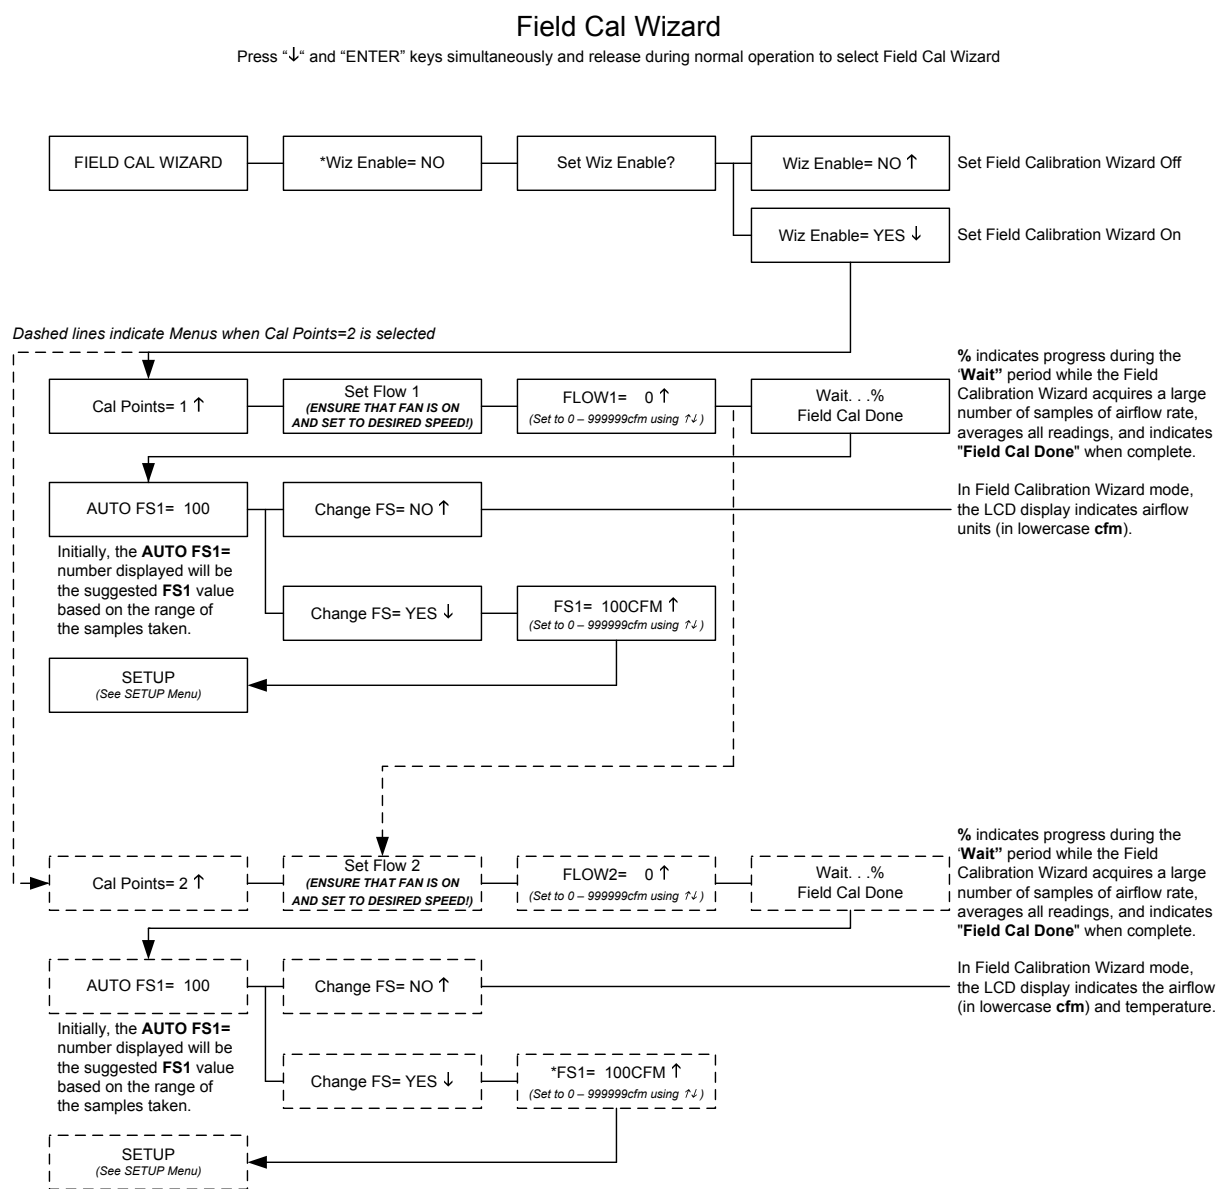 Field Cal Wizard
Press “↓“ and “ENTER” keys simultaneously and release during normal operation to select Field Cal Wizard
FIELD CAL WIZARD
*Wiz Enable= NO
Set Wiz Enable?
Wiz Enable= NO ↑
Set Field Calibration Wizard Off
Wiz Enable= YES ↓
Set Field Calibration Wizard On
Dashed lines indicate Menus when Cal Points=2 is selected
Cal Points= 1 ↑
Set Flow 1
(ENSURE THAT FAN IS ON
AND SET TO DESIRED SPEED!)
FLOW1= 0 ↑
(Set to 0 – 999999cfm using ↑↓ )
Wait. . .%
Field Cal Done
% indicates progress during the
‘Wait” period while the Field
Calibration Wizard acquires a large
number of samples of airflow rate,
averages all readings, and indicates
"Field Cal Done" when complete.
AUTO FS1= 100
Change FS= NO ↑
In Field Calibration Wizard mode,
the LCD display indicates airflow
units (in lowercase cfm).
Initially, the AUTO FS1=
number displayed will be
the suggested FS1 value
based on the range of
the samples taken.
Change FS= YES ↓
FS1= 100CFM ↑
(Set to 0 – 999999cfm using ↑↓ )
SETUP
(See SETUP Menu)
Cal Points= 2 ↑
Set Flow 2
(ENSURE THAT FAN IS ON
AND SET TO DESIRED SPEED!)
FLOW2= 0 ↑
(Set to 0 – 999999cfm using ↑↓ )
Wait. . .%
Field Cal Done
% indicates progress during the
‘Wait” period while the Field
Calibration Wizard acquires a large
number of samples of airflow rate,
averages all readings, and indicates
"Field Cal Done" when complete.
AUTO FS1= 100
Change FS= NO ↑
In Field Calibration Wizard mode,
the LCD display indicates the airflow
(in lowercase cfm) and temperature.
Initially, the AUTO FS1=
number displayed will be
the suggested FS1 value
based on the range of
the samples taken.
Change FS= YES ↓
*FS1= 100CFM ↑
(Set to 0 – 999999cfm using ↑↓ )
SETUP
(See SETUP Menu)